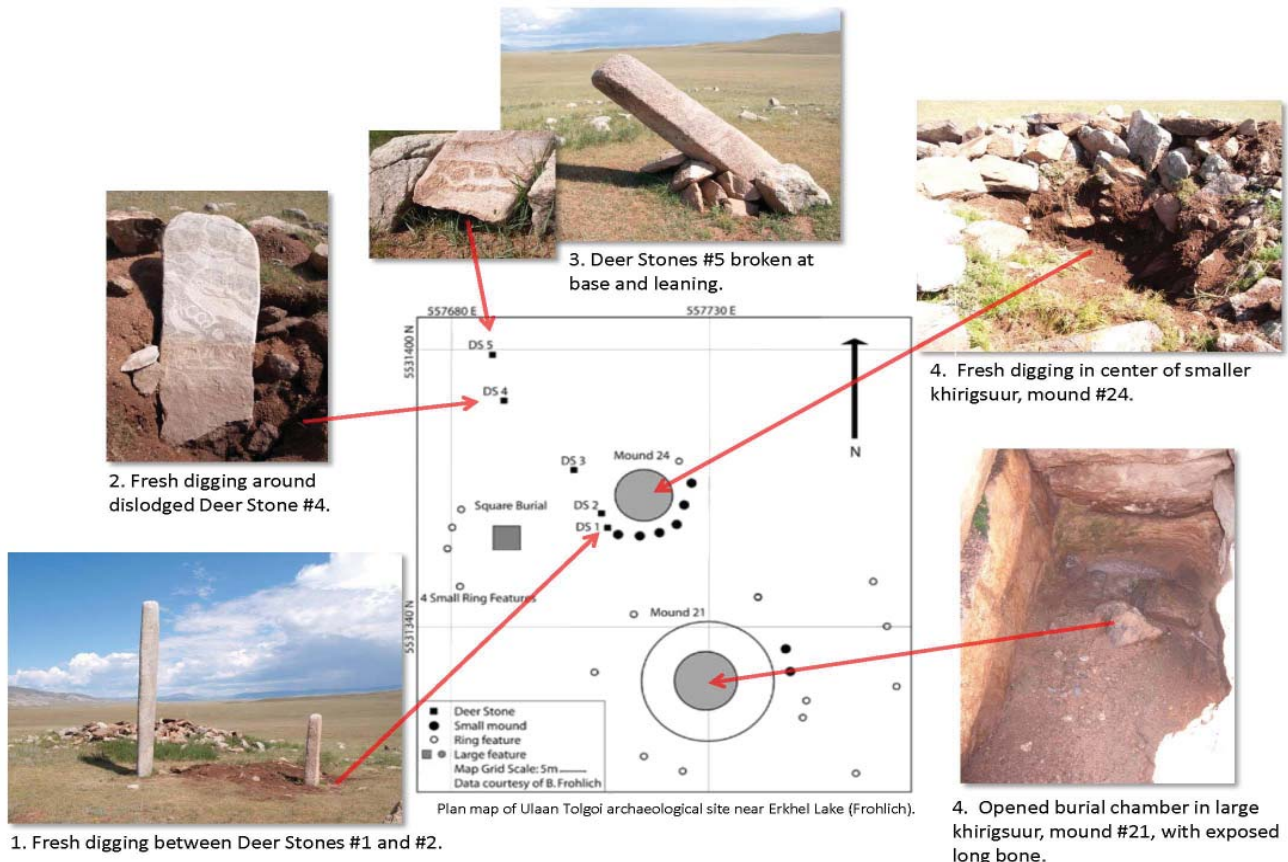 3. Deer Stones #5 broken at
base and leaning.
2. Fresh digging around
dislodged Deer Stone #4.
4. Fresh digging in center of smaller
khirigsuur, mound #24.
557680 E
557730 E
5531400 N
DS 5
DS 4
DS 3
Mound 24
N
Square Burial
DS 2
DS 1
4 Small Ring Features
5531340 N
Mound 21
Deer Stone
Small mound
Ring feature
Large feature
Map Grid Scale: 5m
Data courtesy of B. Frohlich
Plan map of Ulaan Tolgoi archaeological site near Erkhel Lake (Frohlich).
1. Fresh digging between Deer Stones #1 and #2.
4. Opened burial chamber in large
khirigsuur, mound #21, with exposed
long bone.